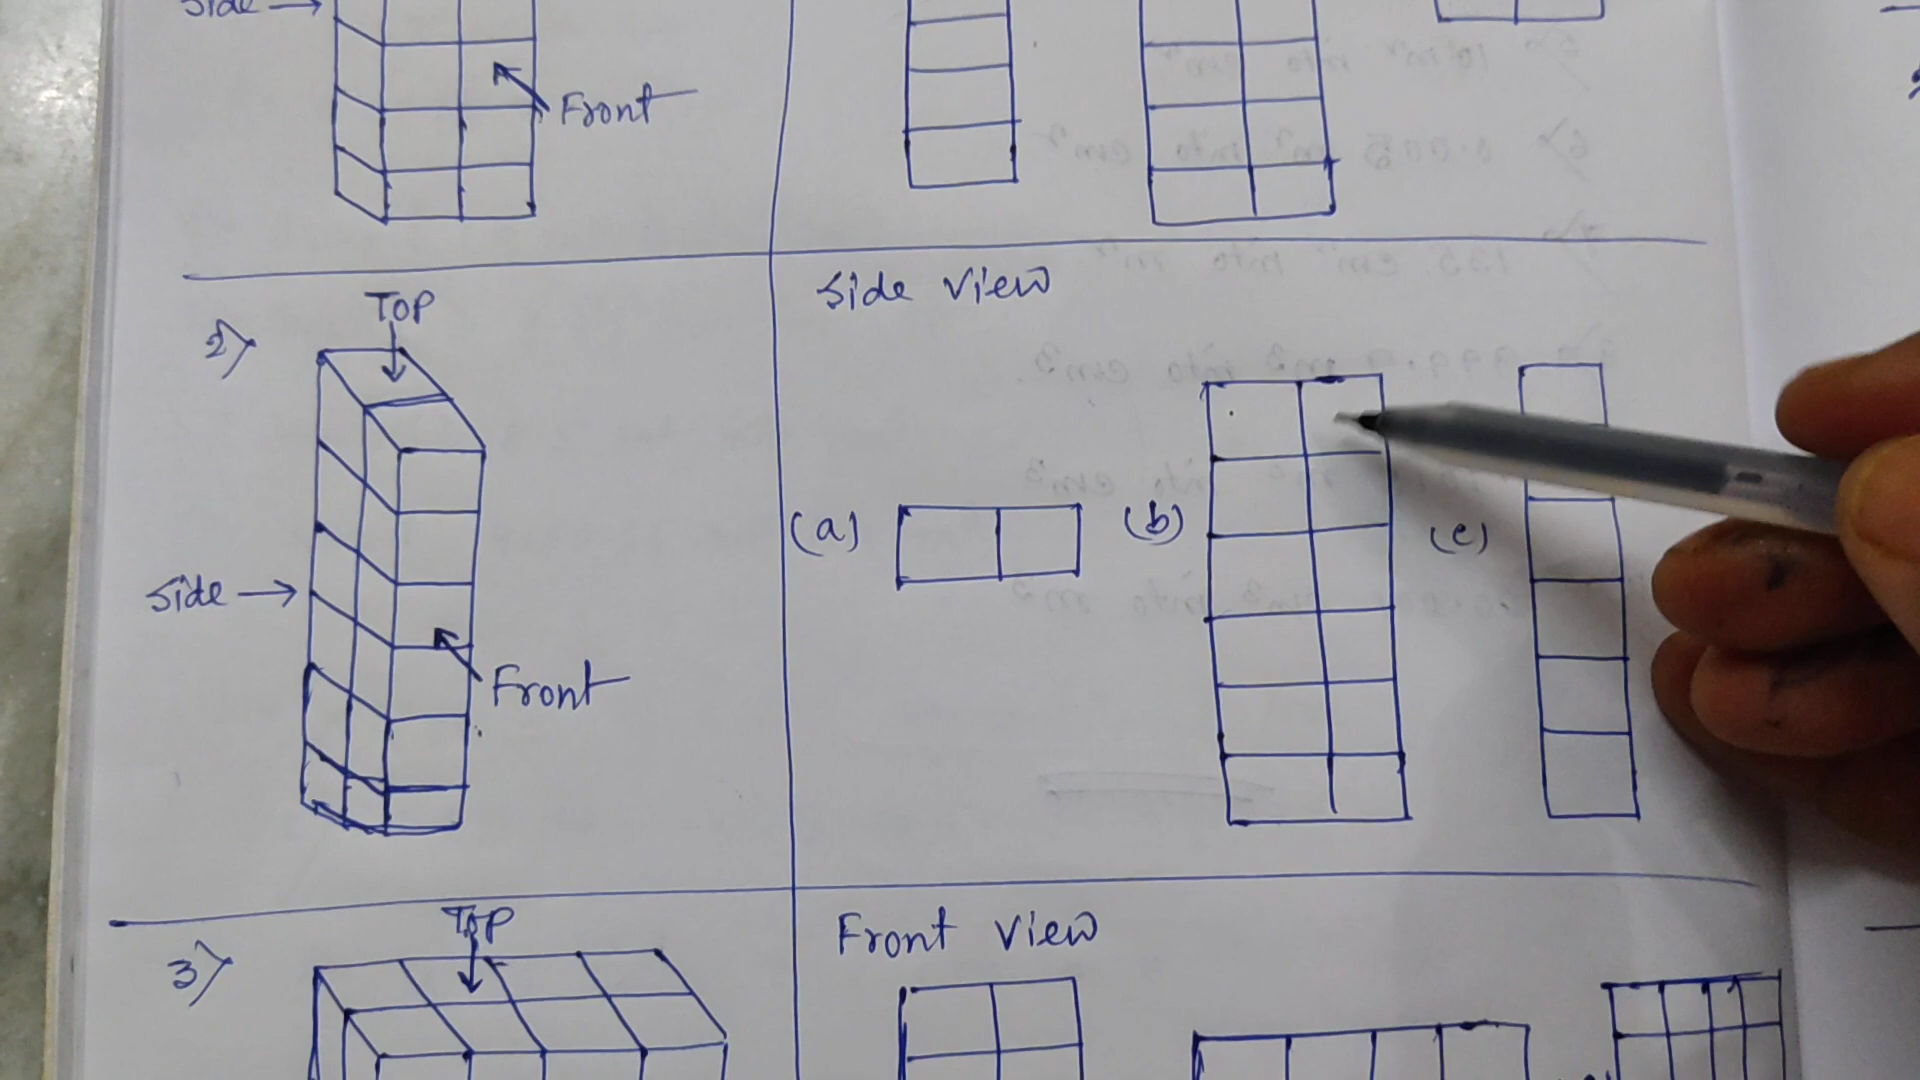 Side
Front
2)
TOP
Side
Front
Side View
(a)
(b)
(c)
3)
TOP
Front View